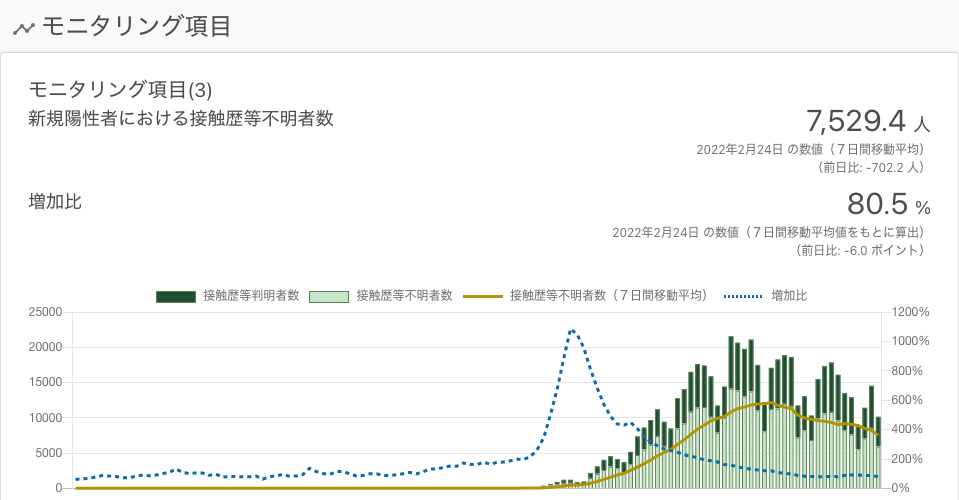 モニタリング項目
モニタリング項目(3)
新規陽性者における接触歴等不明者数
7,529.4 人
2022年2月24日 の数値（７日間移動平均）
（前日比: -702.2 人）
増加比
80.5 %
2022年2月24日 の数値（７日間移動平均値をもとに算出）
（前日比: -6.0 ポイント）
接触歴等判明者数 接触歴等不明者数 接触歴等不明者数（７日間移動平均） 増加比
25000 1200%
20000 1000%
15000 800%
10000 600%
5000 400%
0 200%
0%